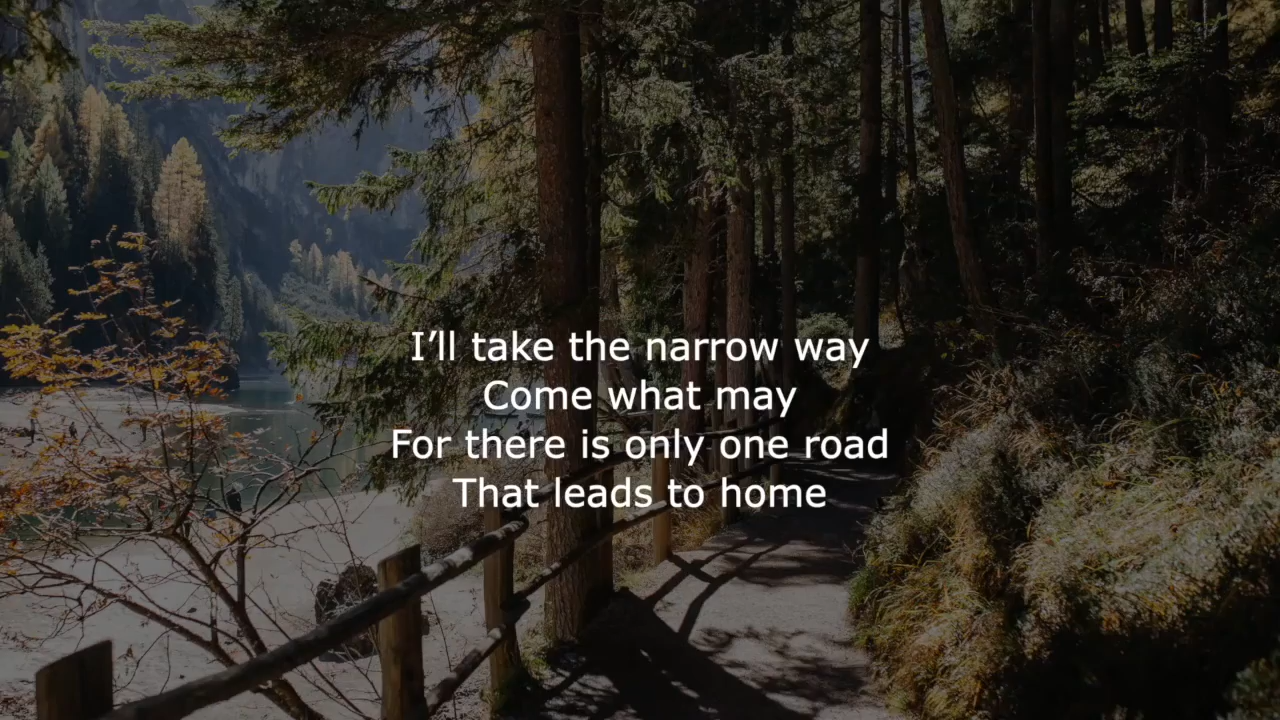 I’ll take the narrow way
Come what may
For there is only one road
That leads to home